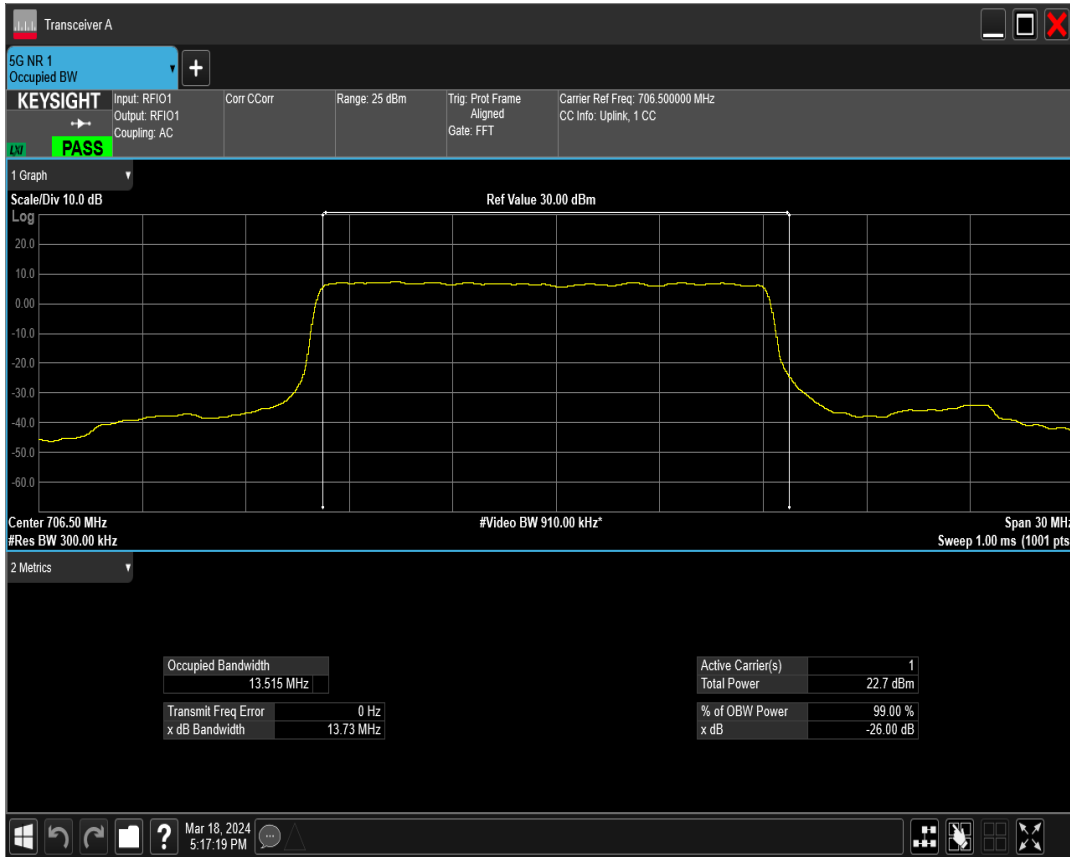 Transceiver A
5G NR 1
Occupied BW
+
KEYSIGHT
LXI
PASS
Input: RFIO1
Output: RFIO1
Coupling: AC
Corr CCorr
Range: 25 dBm
Trig: Prot Frame
Aligned
Gate: FFT
Carrier Ref Freq: 706.500000 MHz
CC Info: Uplink, 1 CC
1 Graph
Scale/Div 10.0 dB
Ref Value 30.00 dBm
Log
20.0
10.0
0.00
-10.0
-20.0
-30.0
-40.0
-50.0
-60.0
Center 706.50 MHz
#Video BW 910.00 kHz*
Span 30 MHz
#Res BW 300.00 kHz
Sweep 1.00 ms (1001 pts
2 Metrics
Occupied Bandwidth
13.515 MHz
Transmit Freq Error 0 Hz
x dB Bandwidth 13.73 MHz
Active Carrier(s) 1
Total Power 22.7 dBm
% of OBW Power 99.00 %
x dB -26.00 dB
?
Mar 18, 2024
5:17:19 PM